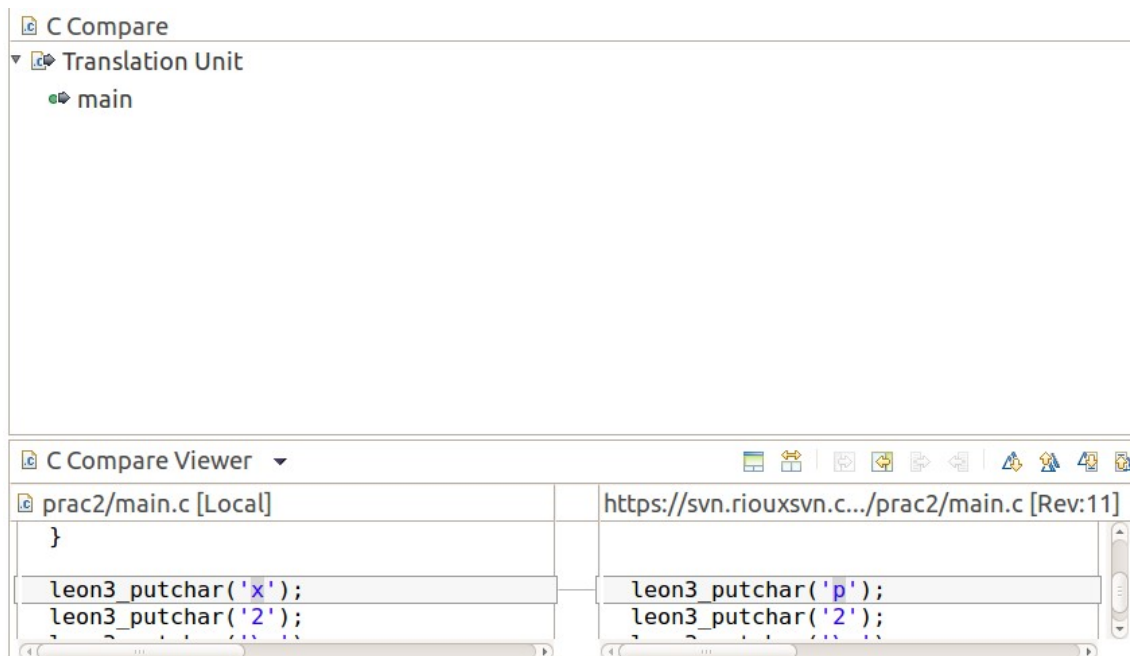 C Compare
Translation Unit
main
C Compare Viewer
prac2/main.c [Local]
https://svn.riouxsvn.c.../prac2/main.c [Rev:11]
}
leon3_putchar('x');
leon3_putchar('2');
leon3_putchar('p');
leon3_putchar('2');